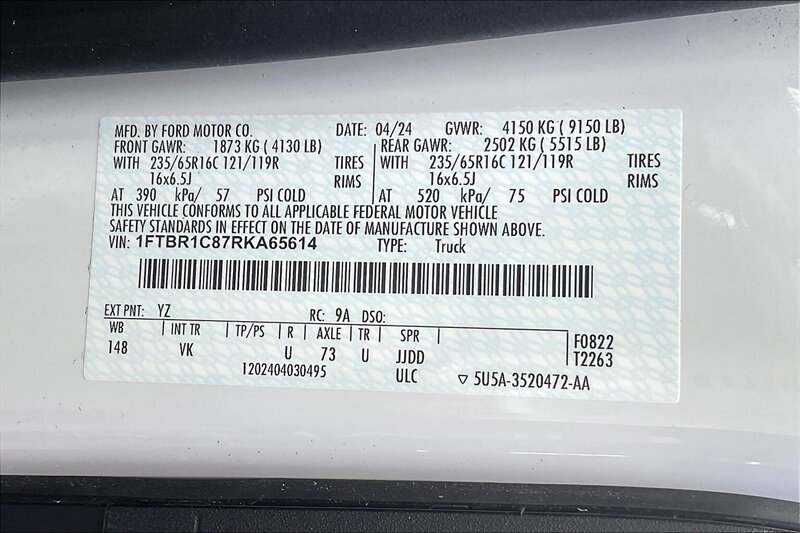 MFD. BY FORD MOTOR CO. DATE: 04/24 GVWR: 4150 KG ( 9150 LB)
FRONT GAWR: 1873 KG ( 4130 LB) REAR GAWR: 2502 KG ( 5515 LB)
WITH 235/65R16C 121/119R TIRES WITH 235/65R16C 121/119R TIRES
16x6.5J RIMS 16x6.5J RIMS
AT 390 kPa/ 57 PSI COLD AT 520 kPa/ 75 PSI COLD
THIS VEHICLE CONFORMS TO ALL APPLICABLE FEDERAL MOTOR VEHICLE
SAFETY STANDARDS IN EFFECT ON THE DATE OF MANUFACTURE SHOWN ABOVE.
VIN: 1FTBR1C87RKA65614 TYPE: Truck
EXT PNT: YZ RC: 9A DSO:
WB INT TR TP/PS R AXLE TR SPR F0822
148 VK U 73 U JJDD T2263
1202404030495 ULC ▽ 5U5A-3520472-AA